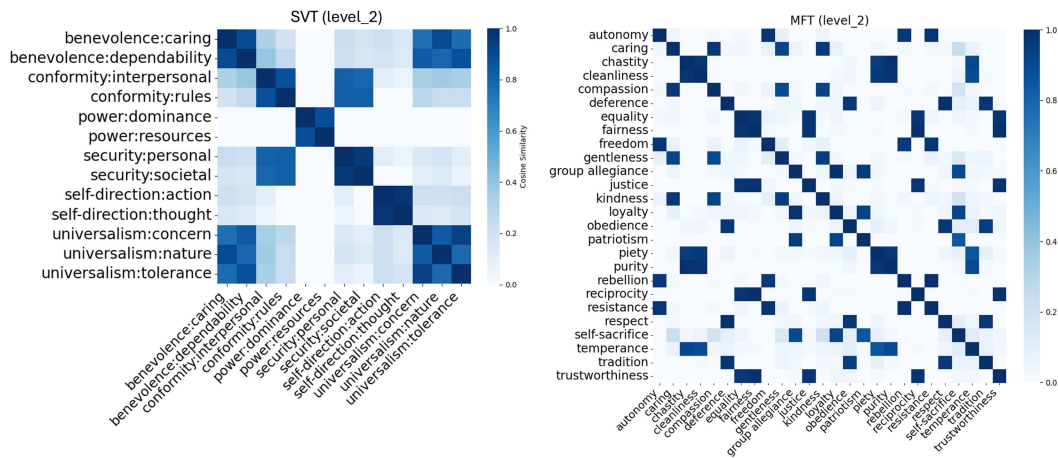 SVT (level_2)
benevolence:caring
benevolence:dependability
conformity:interpersonal
conformity:rules
power:dominance
power:resources
security:personal
security:societal
self-direction:action
self-direction:thought
universalism:concern
universalism:nature
universalism:tolerance
benevolence:caring
benevolence:dependability
conformity:interpersonal
conformity:rules
power:dominance
power:resources
security:personal
security:societal
self-direction:action
self-direction:thought
universalism:concern
universalism:nature
universalism:tolerance
1.0
0.8
0.6
0.4
0.2
0.0
Cosine Similarity
MFT (level_2)
autonomy
caring
chastity
cleanliness
compassion
deference
equality
fairness
freedom
gentleness
group allegiance
justice
kindness
loyalty
obedience
patriotism
piety
purity
rebellion
reciprocity
resistance
respect
self-sacrifice
temperance
tradition
trustworthiness
autonomy
caring
chastity
cleanliness
compassion
deference
equality
fairness
freedom
gentleness
group allegiance
justice
kindness
loyalty
obedience
patriotism
piety
purity
rebellion
reciprocity
resistance
respect
self-sacrifice
temperance
tradition
trustworthiness
1.0
0.8
0.6
0.4
0.2
0.0